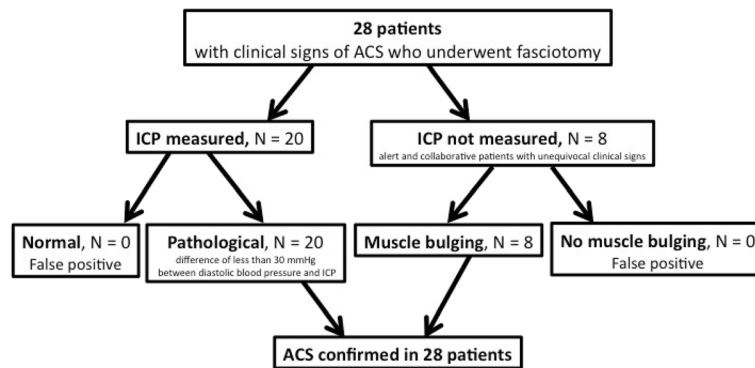 28 patients
with clinical signs of ACS who underwent fasciotomy
ICP measured, N = 20
ICP not measured, N = 8
alert and collaborative patients with unequivocal clinical signs
Normal, N = 0
False positive
Pathological, N = 20
difference of less than 30 mmHg
between diastolic blood pressure and ICP
Muscle bulging, N = 8
No muscle bulging, N = 0
False positive
ACS confirmed in 28 patients